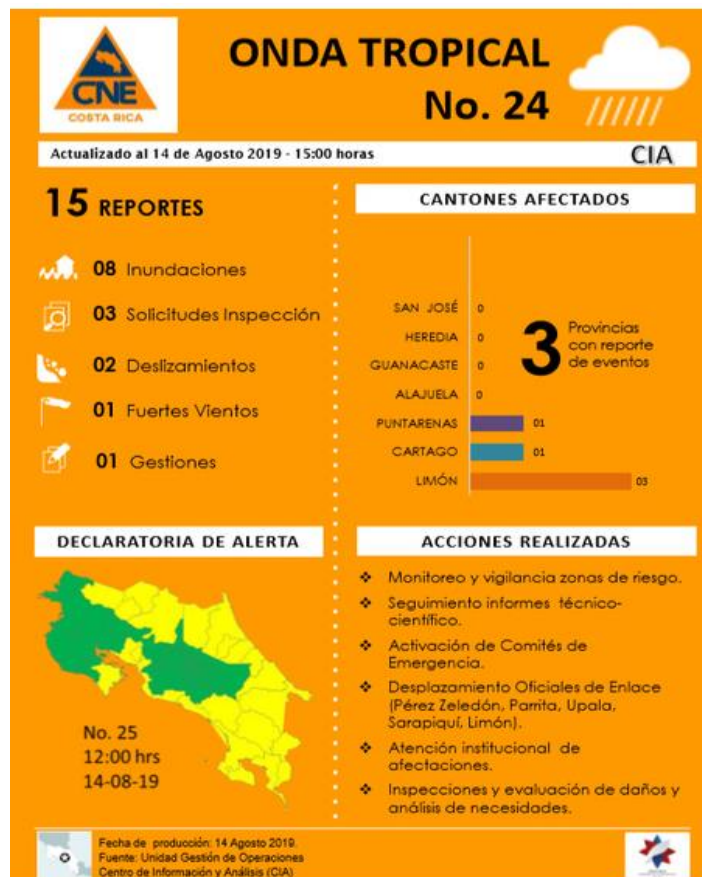 CNE
COSTA RICA
ONDA TROPICAL
No. 24
Actualizado al 14 de Agosto 2019 - 15:00 horas
CIA
15 REPORTES
08 Inundaciones
03 Solicitudes Inspección
02 Deslizamientos
01 Fuertes Vientos
01 Gestiones
CANTONES AFECTADOS
SAN JOSÉ 0
HEREDIA 0
GUANACASTE 0
ALAJUELA 0
PUNTARENAS 01
CARTAGO 01
LIMÓN 03
3 Provincias
con reporte
de eventos
DECLARATORIA DE ALERTA
No. 25
12:00 hrs
14-08-19
ACCIONES REALIZADAS
❖ Monitoreo y vigilancia zonas de riesgo.
❖ Seguimiento informes técnico-
científico.
❖ Activación de Comités de
Emergencia.
❖ Desplazamiento Oficiales de Enlace
(Pérez Zeledón, Parrita, Upala,
Sarapiquí, Limón).
❖ Atención institucional de
afectaciones.
❖ Inspecciones y evaluación de daños y
análisis de necesidades.
Fecha de producción: 14 Agosto 2019.
Fuente: Unidad Gestión de Operaciones
Centro de Información y Análisis (CIA)